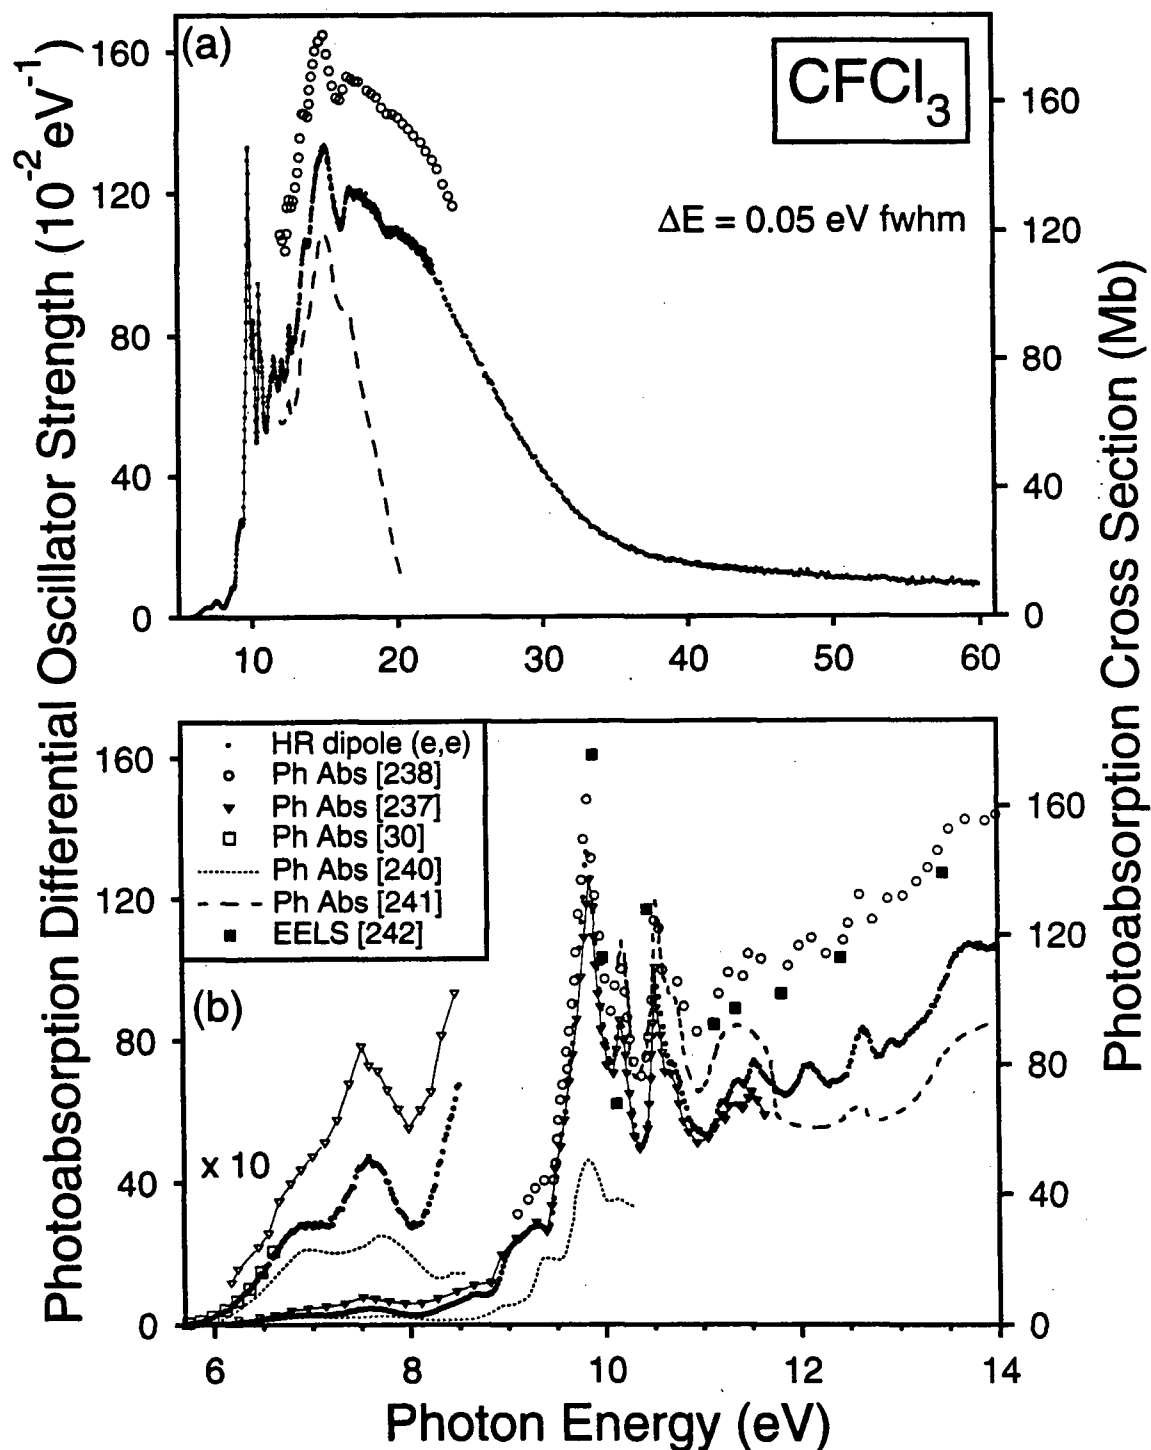 (a)
CFCl3
ΔE = 0.05 eV fwhm
160
120
80
40
0
160
120
80
40
0
10 20 30 40 50 60
Photoabsorption Differential Oscillator Strength (10-2 eV-1)
Photoabsorption Cross Section (Mb)
HR dipole (e,e)
Ph Abs [238]
Ph Abs [237]
Ph Abs [30]
Ph Abs [240]
Ph Abs [241]
EELS [242]
(b)
x 10
160
120
80
40
0
160
120
80
40
0
6 8 10 12 14
Photon Energy (eV)